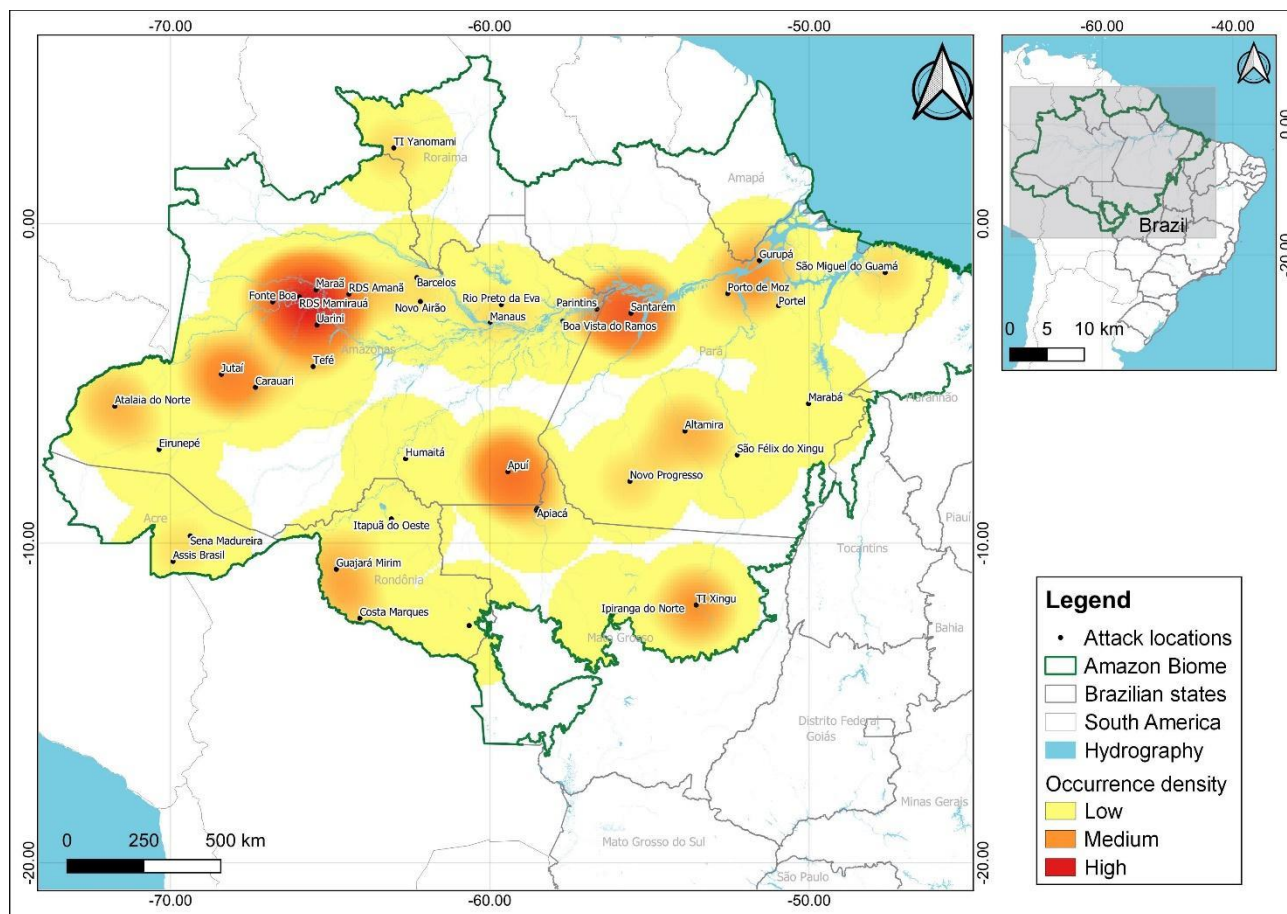 -70.00
-60.00
-50.00
-60.00
-40.00
TI Yanomami
Roraima
Amapá
0.00
0.00
0.00
Brazil
-20.00
Gurupá
São Miguel do Guamá
Maraã
RDS Amanã
Barcelos
Fonte Boa
RDS Mamirauá
Novo Airão
Rio Preto da Eva
Parintins
Porto de Moz
Portel
Uarini
Manaus
Santarém
Boa Vista do Ramos
Amazonas
Pará
Tefé
Jutaí
Carauari
0 5 10 km
Atalaia do Norte
Marabá
Maranhão
Altamira
Eirunepé
Humaitá
São Félix do Xingu
Apuí
Novo Progresso
Apiacá
Acre
Itapuã do Oeste
Piauí
-10.00
-10.00
Sena Madureira
Tocantins
Assis Brasil
Guajará Mirim
Rondônia
Costa Marques
Ipiranga do Norte
TI Xingu
Mato Grosso
Bahia
Distrito Federal
Goiás
Minas Gerais
Mato Grosso do Sul
São Paulo
0 250 500 km
-20.00
-20.00
-70.00
-60.00
-50.00
Legend
Attack locations
Amazon Biome
Brazilian states
South America
Hydrography
Occurrence density
Low
Medium
High